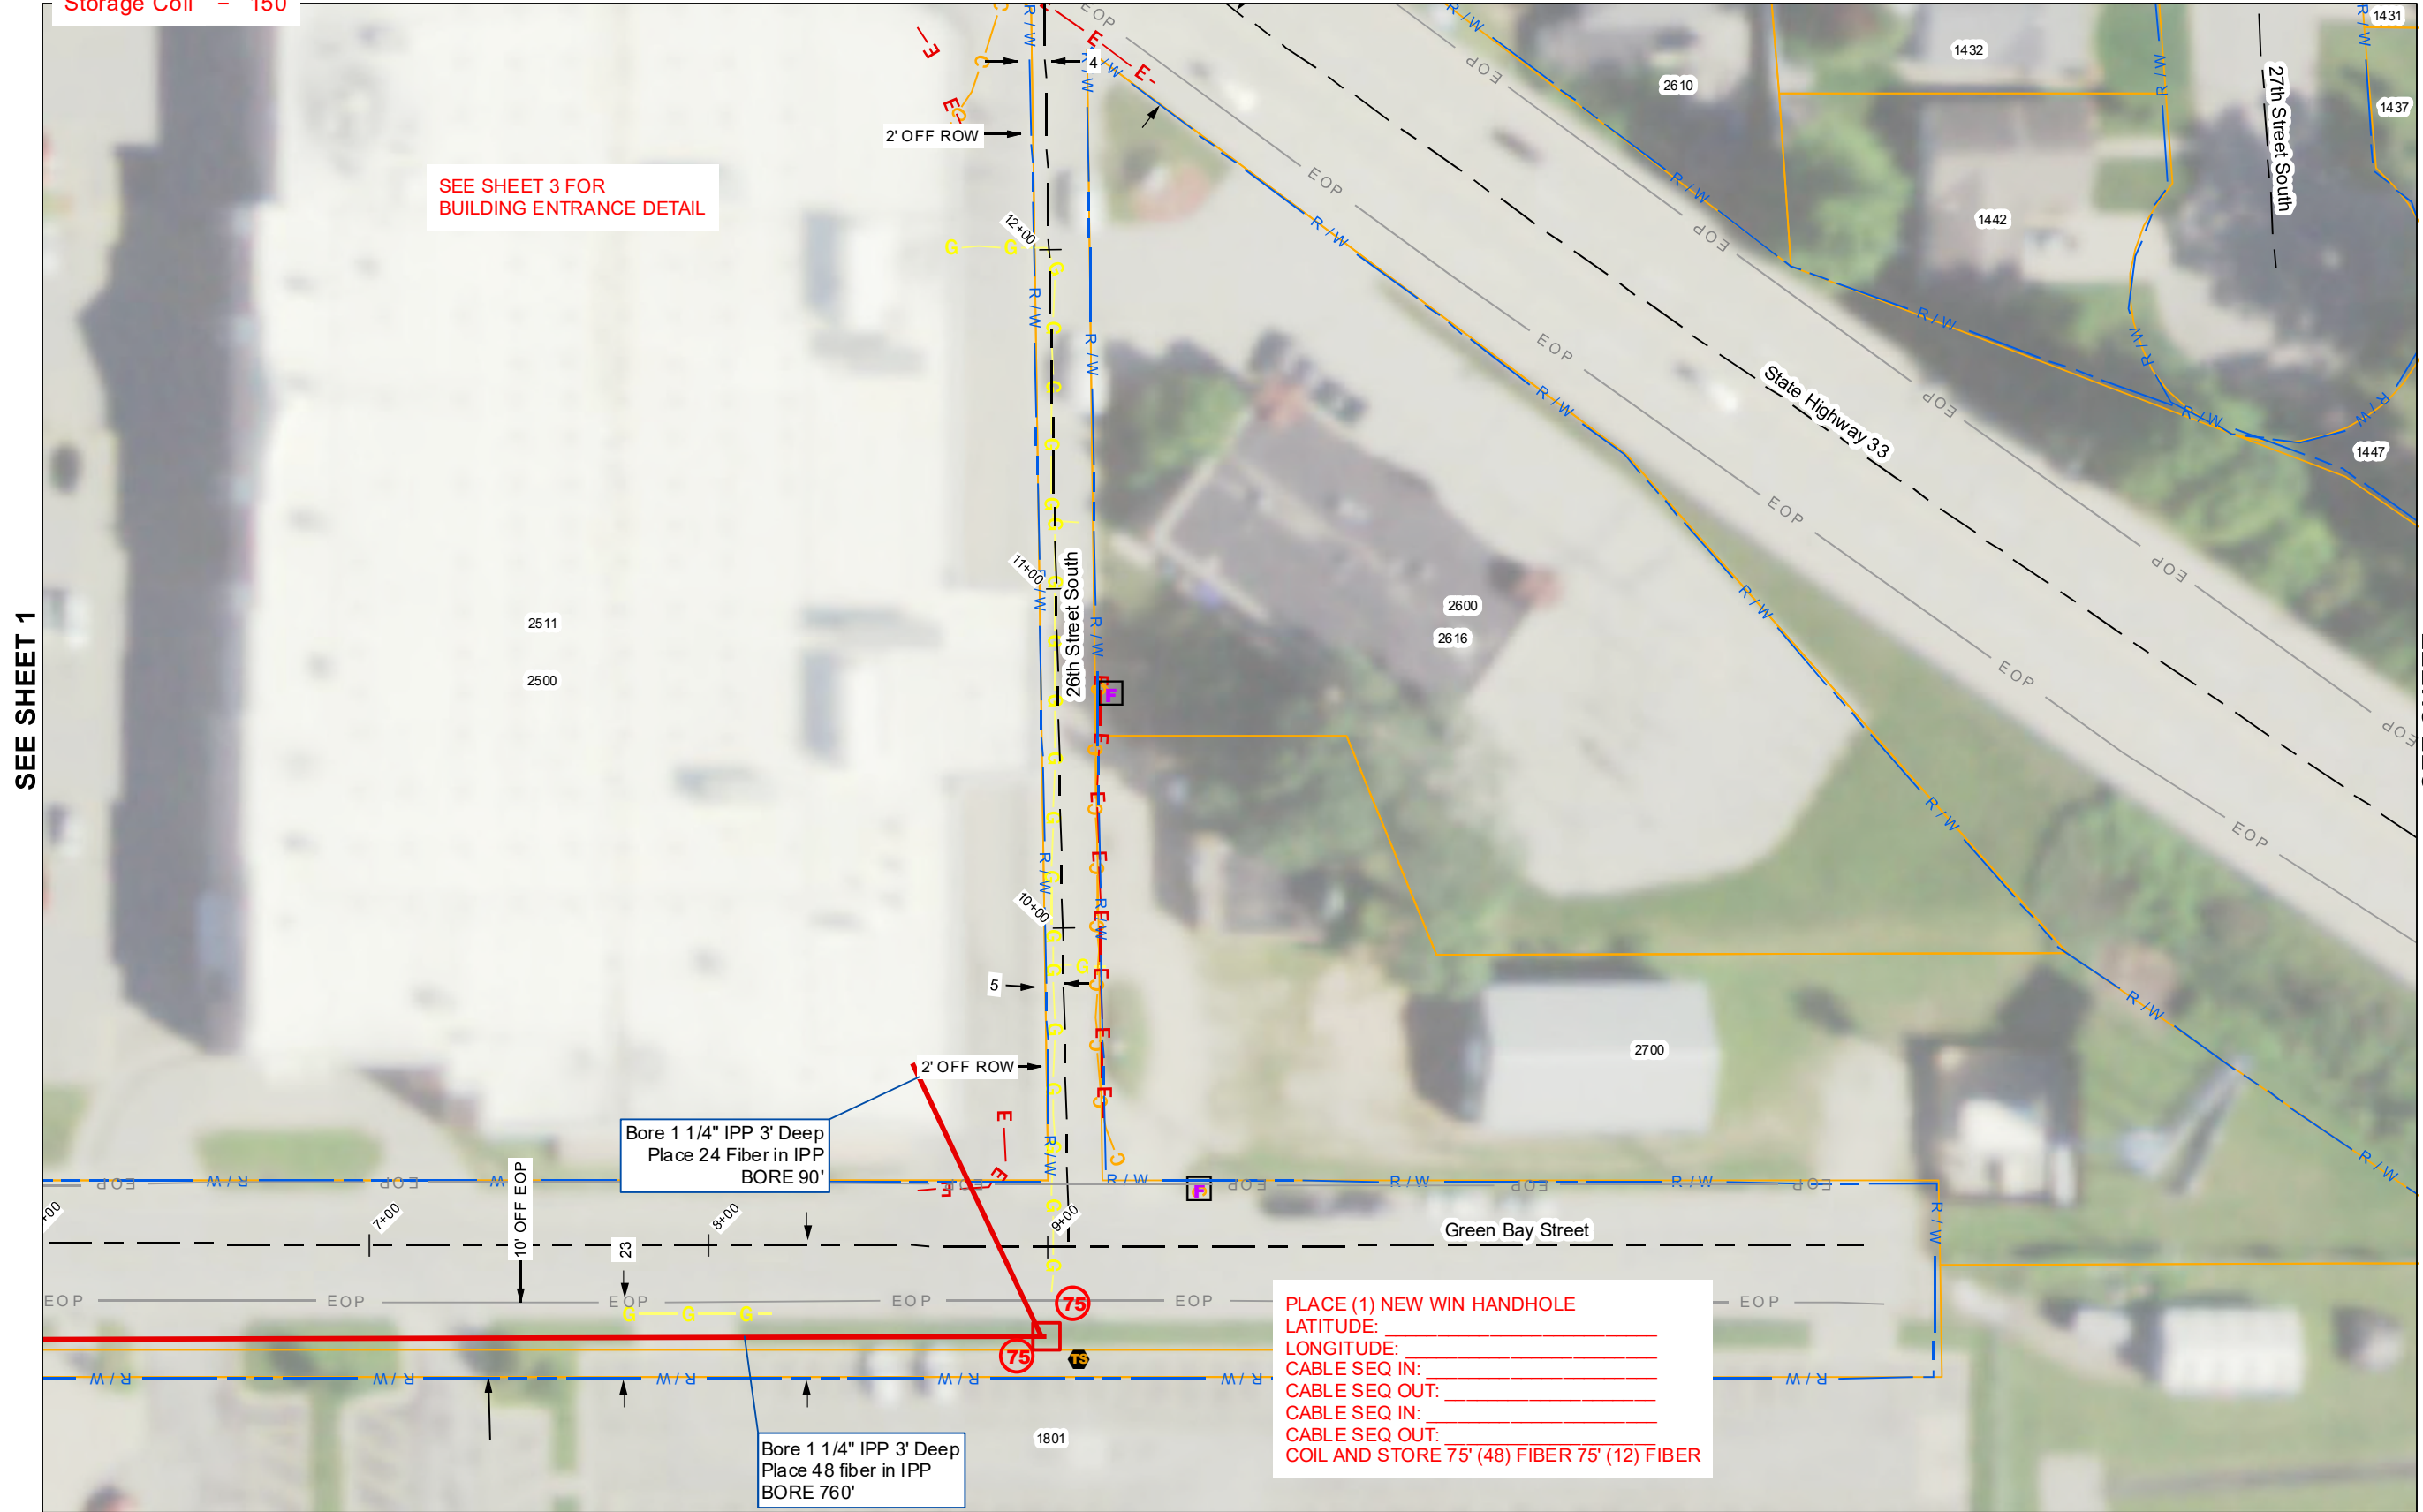 Storage Coil – 150
SEE SHEET 1
SEE SHEET 3 FOR
BUILDING ENTRANCE DETAIL
4
2' OFF ROW
12+00
11+00
10+00
26th Street South
5
2' OFF ROW
2511
2500
2600
2616
2610
1432
1442
1431
1437
1447
27th Street South
State Highway 33
2700
Bore 1 1/4" IPP 3' Deep
Place 24 Fiber in IPP
BORE 90'
10' OFF EOP
23
+00
7+00
8+00
9+00
Green Bay Street
75
75
TS
F
F
R/W
EOP
E
G
C
Bore 1 1/4" IPP 3' Deep
Place 48 fiber in IPP
BORE 760'
1801
PLACE (1) NEW WIN HANDHOLE
LATITUDE:
LONGITUDE:
CABLE SEQ IN:
CABLE SEQ OUT:
CABLE SEQ IN:
CABLE SEQ OUT:
COIL AND STORE 75' (48) FIBER 75' (12) FIBER